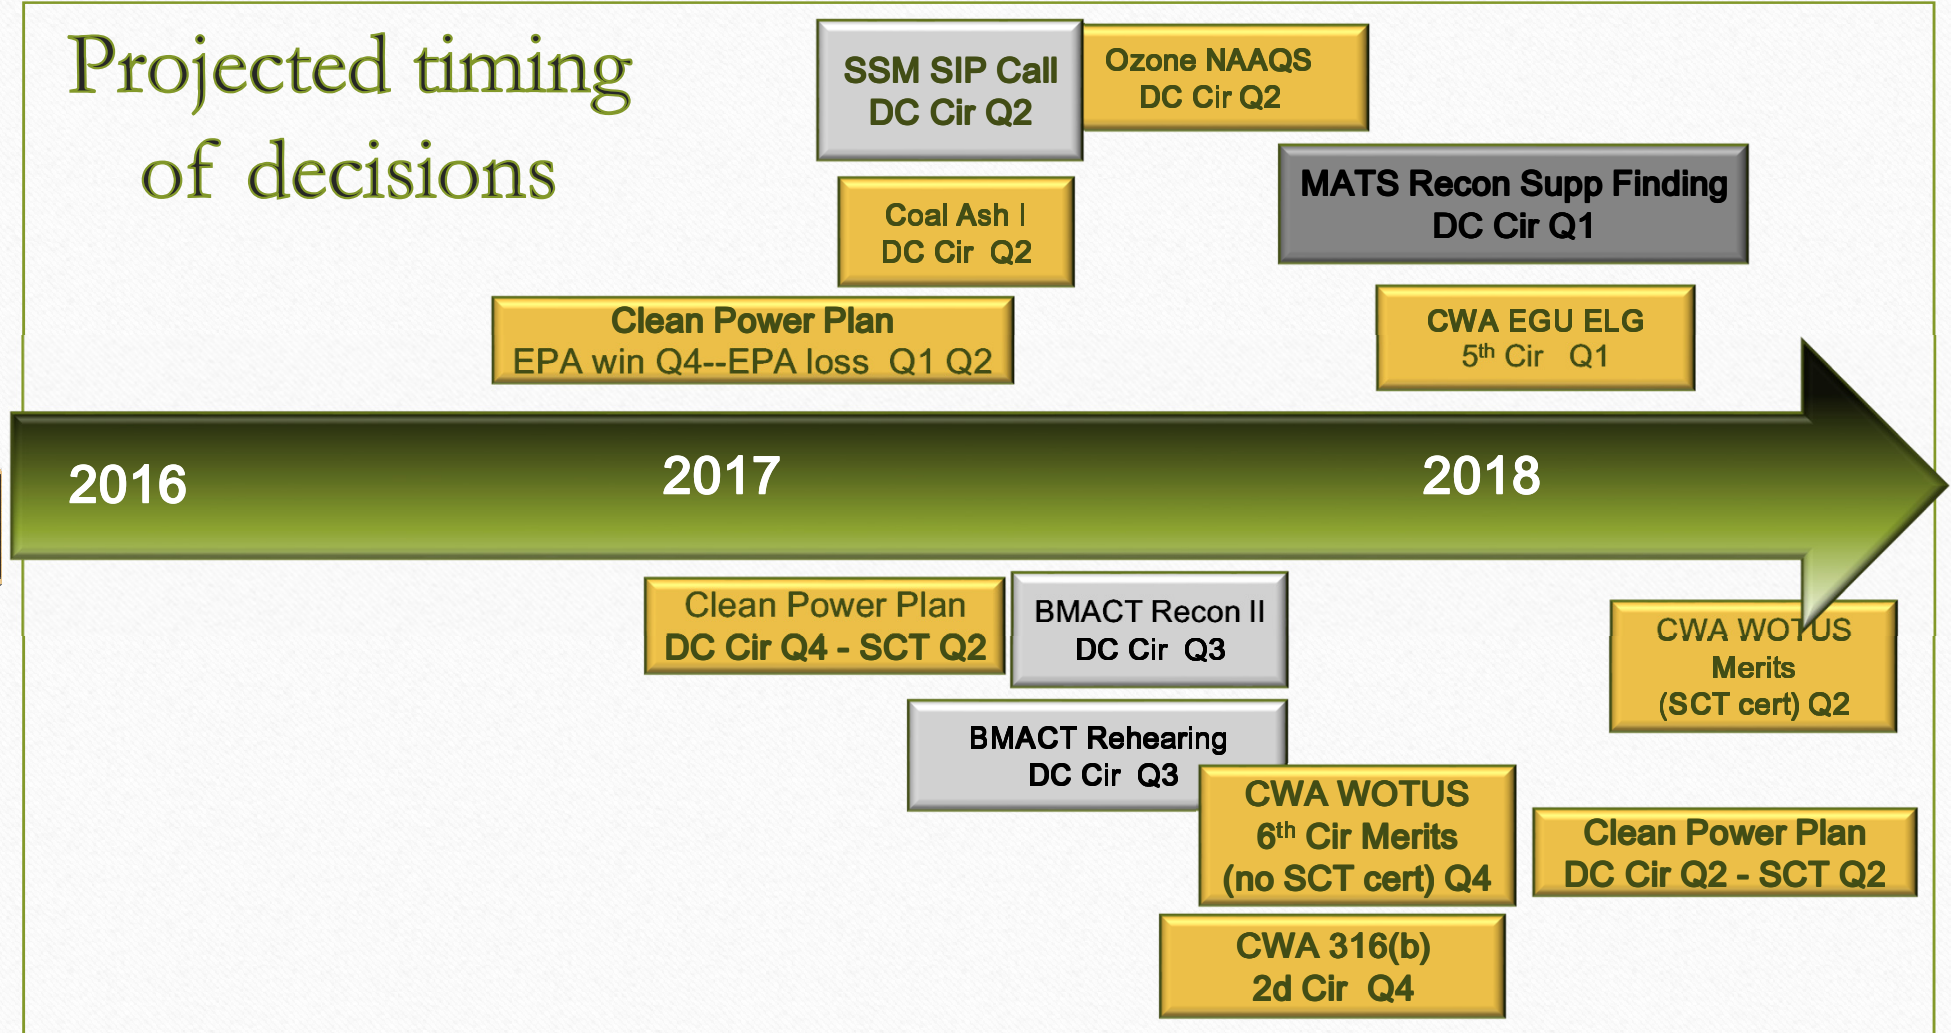 Projected timing
of decisions
SSM SIP Call
DC Cir Q2
Ozone NAAQS
DC Cir Q2
MATS Recon Supp Finding
DC Cir Q1
Coal Ash I
DC Cir Q2
Clean Power Plan
EPA win Q4--EPA loss Q1 Q2
CWA EGU ELG
5th Cir Q1
2016
2017
2018
Clean Power Plan
DC Cir Q4 - SCT Q2
BMACT Recon II
DC Cir Q3
CWA WOTUS
Merits
(SCT cert) Q2
BMACT Rehearing
DC Cir Q3
CWA WOTUS
6th Cir Merits
(no SCT cert) Q4
Clean Power Plan
DC Cir Q2 - SCT Q2
CWA 316(b)
2d Cir Q4